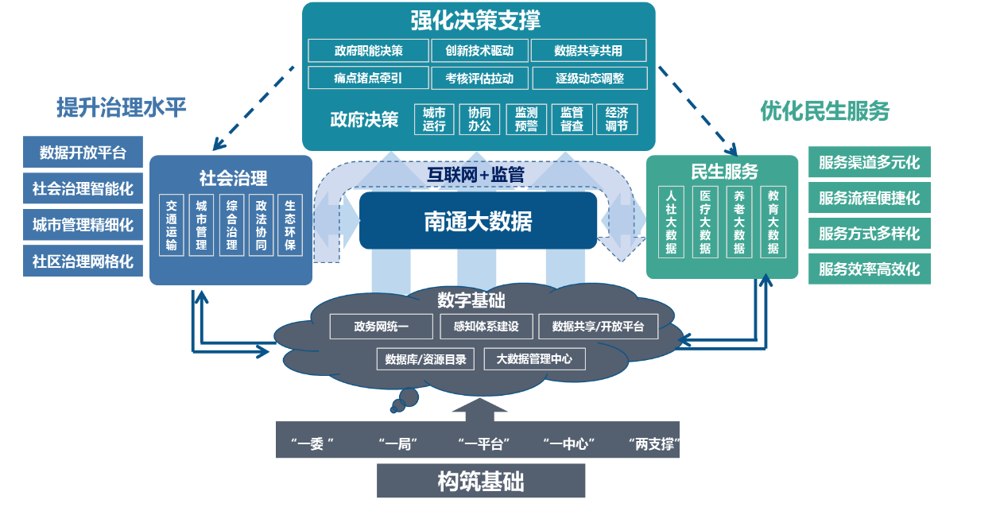 强化决策支撑
政府职能决策
创新技术驱动
数据共享共用
痛点堵点牵引
考核评估拉动
逐级动态调整
政府决策
城市
运行
协同
办公
监测
预警
监管
督查
经济
调节
提升治理水平
数据开放平台
社会治理智能化
城市管理精细化
社区治理网格化
社会治理
交通运输
城市管理
综合治理
政法协同
生态环保
互联网+监管
南通大数据
优化民生服务
民生服务
人社大数据
医疗大数据
养老大数据
教育大数据
服务渠道多元化
服务流程便捷化
服务方式多样化
服务效率高效化
数字基础
政务网统一
感知体系建设
数据共享/开放平台
数据库/资源目录
大数据管理中心
“一委 ”
“一局”
“一平台”
“一中心”
“两支撑”
构筑基础